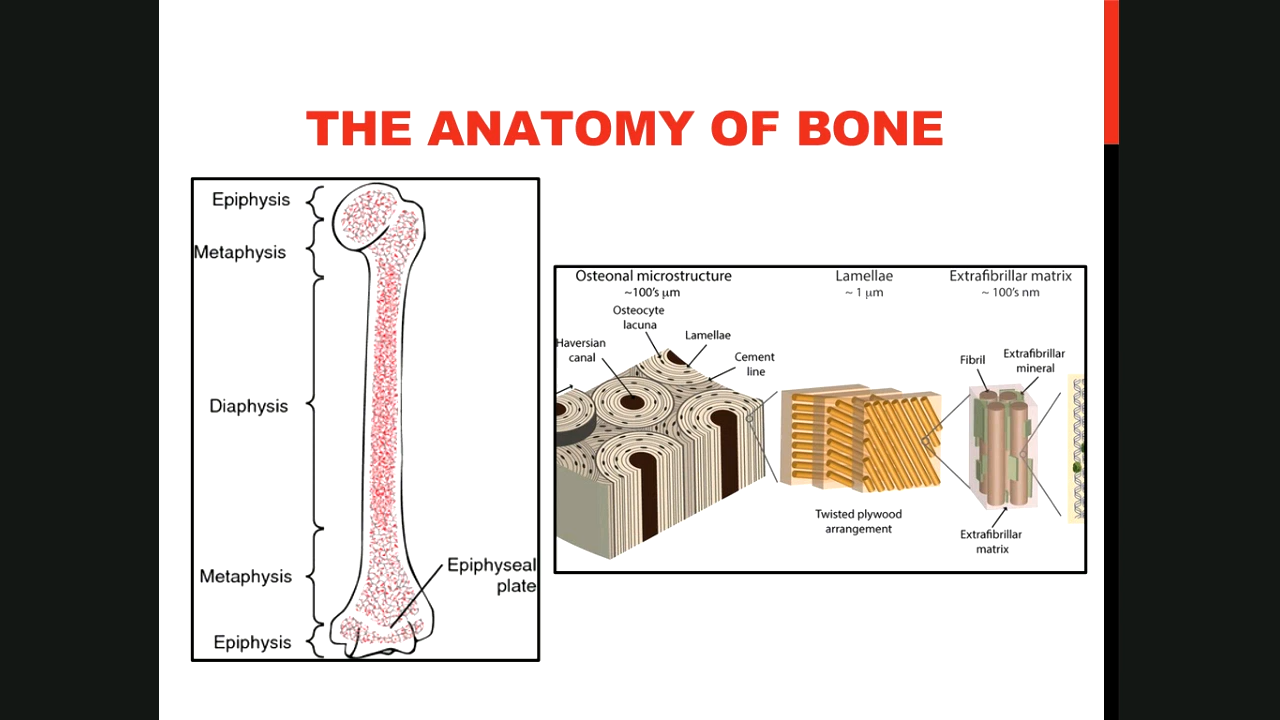 THE ANATOMY OF BONE
Epiphysis
Metaphysis
Diaphysis
Metaphysis
Epiphyseal
plate
Epiphysis
Osteonal microstructure
~100's µm
Lamellae
~ 1 µm
Extrafibrillar matrix
~ 100's nm
Osteocyte
lacuna
Lamellae
Haversian
canal
Cement
line
Fibril
Extrafibrillar
mineral
Twisted plywood
arrangement
Extrafibrillar
matrix